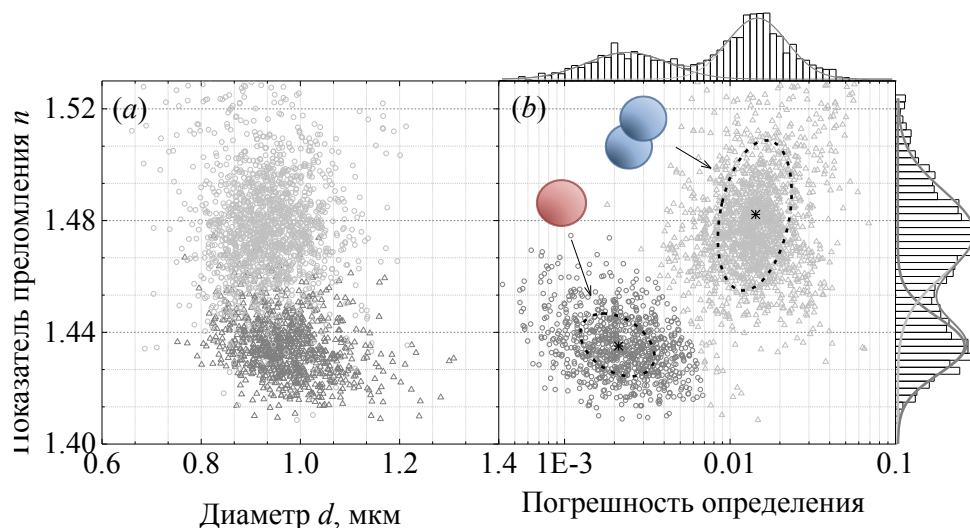 (a)
(b)
Показатель преломления n
1.52
1.48
1.44
1.40
0.6
0.8
1.0
1.2
1.4
1E-3
0.01
0.1
Диаметр d, мкм
Погрешность определения